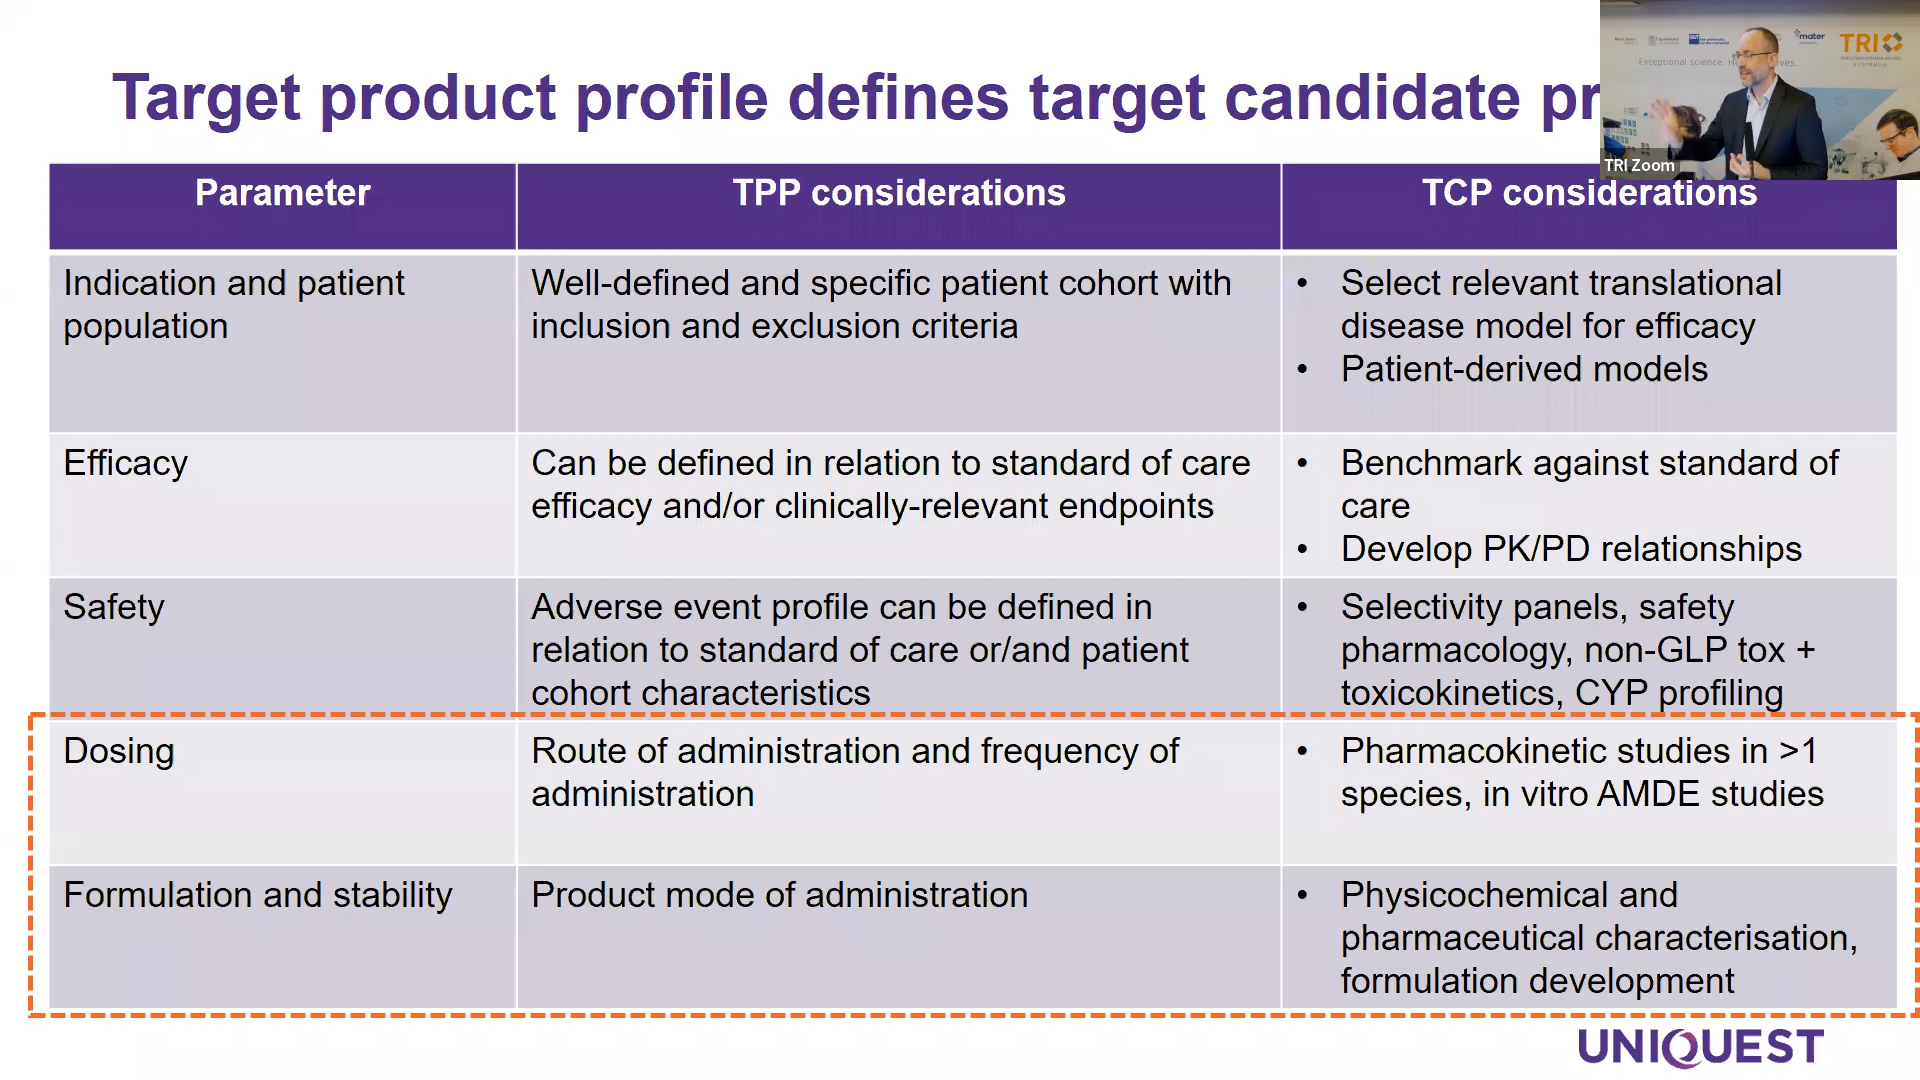 Target product profile defines target candidate
TRI
Exceptional science.
AUSTRALIA
mater
TRI Zoom
Parameter
TPP considerations
TCP considerations
Indication and patient
population
Well-defined and specific patient cohort with
inclusion and exclusion criteria
• Select relevant translational
disease model for efficacy
• Patient-derived models
Efficacy
Can be defined in relation to standard of care
efficacy and/or clinically-relevant endpoints
• Benchmark against standard of
care
• Develop PK/PD relationships
Safety
Adverse event profile can be defined in
relation to standard of care or/and patient
cohort characteristics
• Selectivity panels, safety
pharmacology, non-GLP tox +
toxicokinetics, CYP profiling
Dosing
Route of administration and frequency of
administration
• Pharmacokinetic studies in >1
species, in vitro AMDE studies
Formulation and stability
Product mode of administration
• Physicochemical and
pharmaceutical characterisation,
formulation development
UNIQUEST